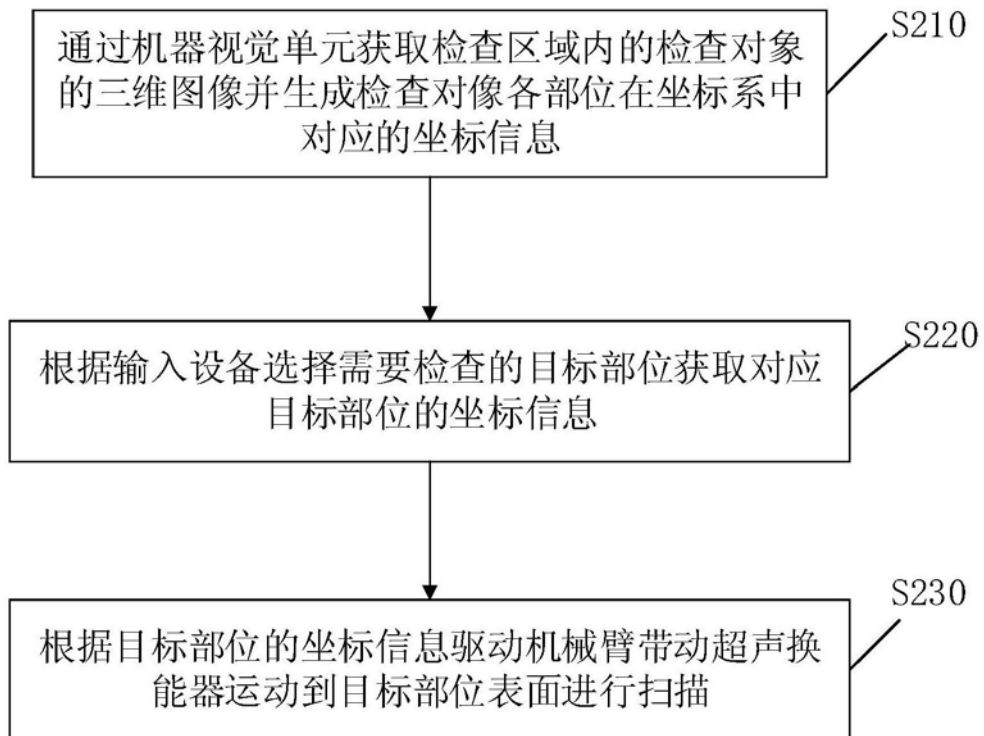 通过机器视觉单元获取检查区域内的检查对象
的三维图像并生成检查对像各部位在坐标系中
对应的坐标信息
S210
根据输入设备选择需要检查的目标部位获取对应
目标部位的坐标信息
S220
根据目标部位的坐标信息驱动机械臂带动超声换
能器运动到目标部位表面进行扫描
S230